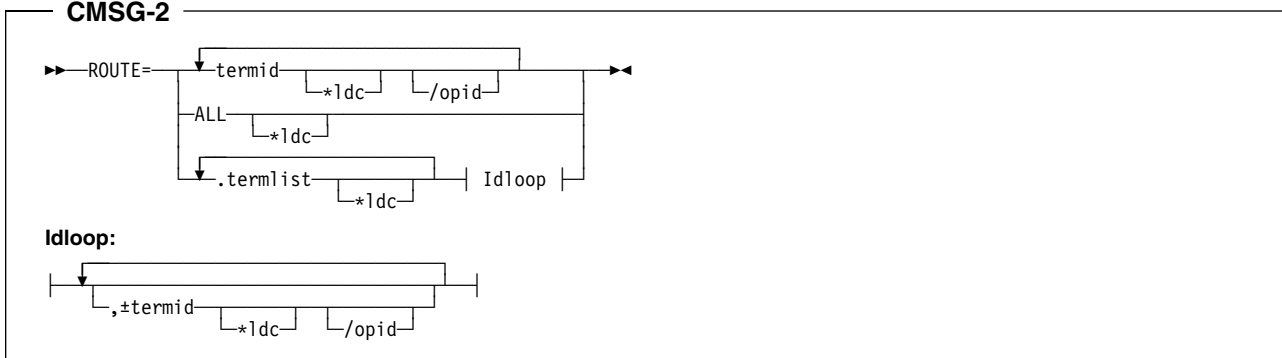 CMSG-2
ROUTE= termid *ldc /opid
ALL *ldc
.termlist *ldc Idloop
Idloop:
,±termid *ldc /opid